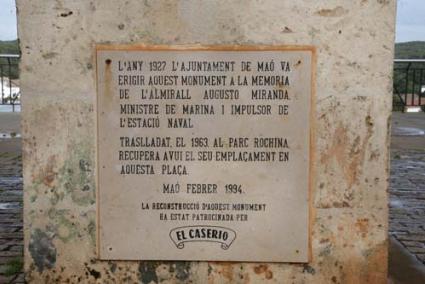 L'ANY 1927 L'AJUNTAMENT DE MAÓ VA
ERIGIR AQUEST MONUMENT A LA MEMORIA
DE L'ALMIRALL AUGUSTO MIRANDA,
MINISTRE DE MARINA I IMPULSOR DE
L'ESTACIÓ NAVAL.
TRASLLADAT, EL 1963, AL PARC ROCHINA,
RECUPERA AVUI EL SEU EMPLAÇAMENT EN
AQUESTA PLAÇA.
MAÓ FEBRER 1994
LA RECONSTRUCCIÓ D'AQUEST MONUMENT
HA ESTAT PATROCINADA PER
EL CASERIO